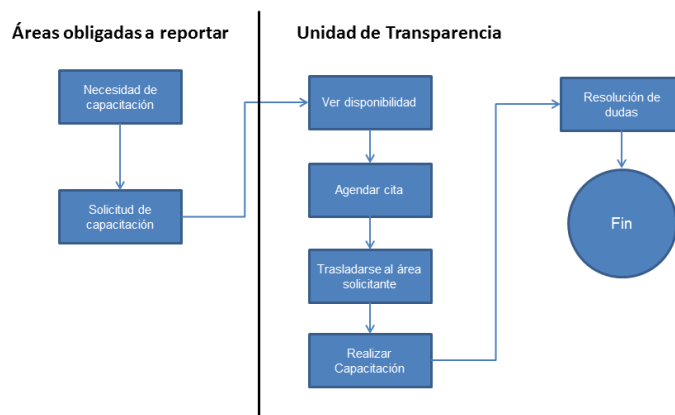 Áreas obligadas a reportar
Unidad de Transparencia
Necesidad de
capacitación
Solicitud de
capacitación
Ver disponibilidad
Agendar cita
Trasladarse al área
solicitante
Realizar
Capacitación
Resolución de
dudas
Fin